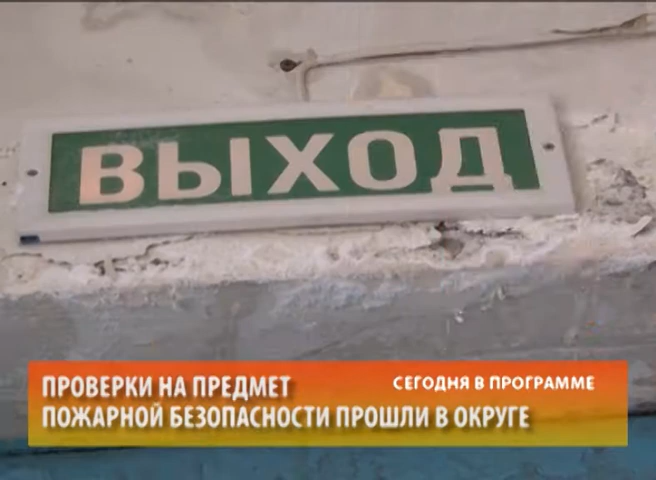 ВЫХОД
ПРОВЕРКИ НА ПРЕДМЕТ
СЕГОДНЯ В ПРОГРАММЕ
ПОЖАРНОЙ БЕЗОПАСНОСТИ ПРОШЛИ В ОКРУГЕ